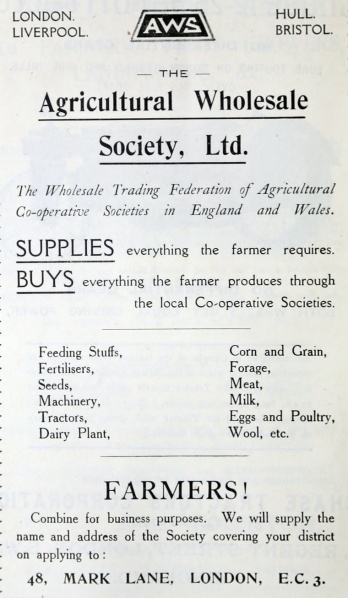 LONDON.
LIVERPOOL.
AWS
HULL.
BRISTOL.
— THE —
Agricultural Wholesale
Society, Ltd.
The Wholesale Trading Federation of Agricultural
Co-operative Societies in England and Wales.
SUPPLIES everything the farmer requires.
BUYS everything the farmer produces through
the local Co-operative Societies.
Feeding Stuffs,
Fertilisers,
Seeds,
Machinery,
Tractors,
Dairy Plant,
Corn and Grain,
Forage,
Meat,
Milk,
Eggs and Poultry,
Wool, etc.
FARMERS!
Combine for business purposes. We will supply the
name and address of the Society covering your district
on applying to :
48, MARK LANE, LONDON, E.C. 3.